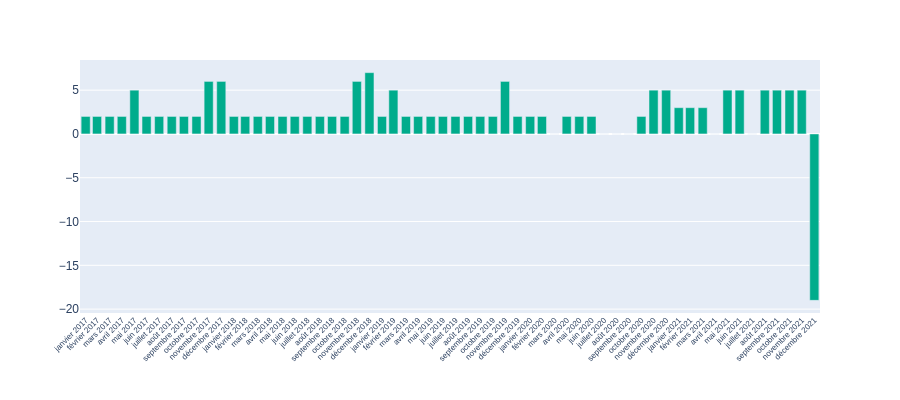 5
0
−5
−10
−15
−20
janvier 2017
février 2017
mars 2017
avril 2017
mai 2017
juin 2017
juillet 2017
août 2017
septembre 2017
octobre 2017
novembre 2017
décembre 2017
janvier 2018
février 2018
mars 2018
avril 2018
mai 2018
juin 2018
juillet 2018
août 2018
septembre 2018
octobre 2018
novembre 2018
décembre 2018
janvier 2019
février 2019
mars 2019
avril 2019
mai 2019
juin 2019
juillet 2019
août 2019
septembre 2019
octobre 2019
novembre 2019
décembre 2019
janvier 2020
février 2020
mars 2020
avril 2020
mai 2020
juin 2020
juillet 2020
août 2020
septembre 2020
octobre 2020
novembre 2020
décembre 2020
janvier 2021
février 2021
mars 2021
avril 2021
mai 2021
juin 2021
juillet 2021
août 2021
septembre 2021
octobre 2021
novembre 2021
décembre 2021